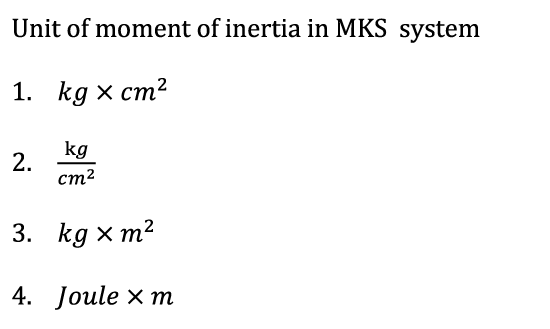 Unit of moment of inertia in MKS system
1. kg × cm²
2. kg/cm²
3. kg × m²
4. Joule × m